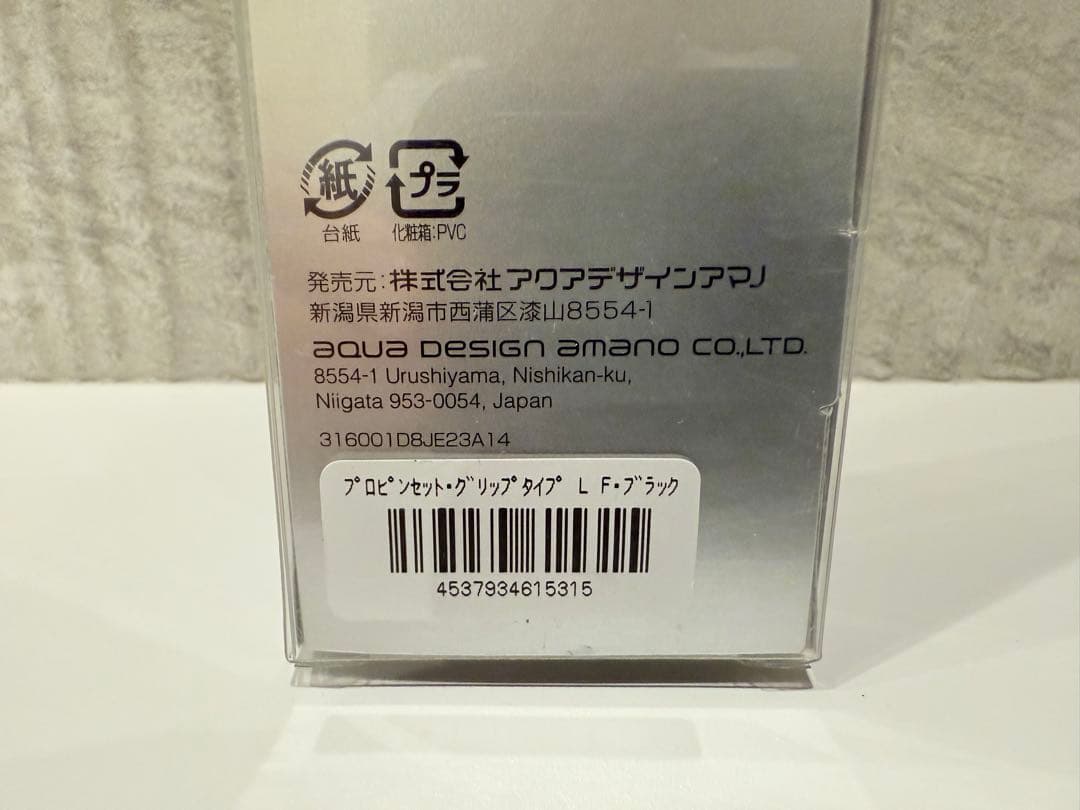 紙 プラ
台紙 化粧箱:PVC
発売元:株式会社アクアデザインアマノ
新潟県新潟市西蒲区漆山8554-1
AQUA DESIGN AMANO CO.,LTD.
8554-1 Urushiyama, Nishikan-ku,
Niigata 953-0054, Japan
316001D8JE23A14
プロピンセット・グリップタイプ L F・ブラック
4537934615315